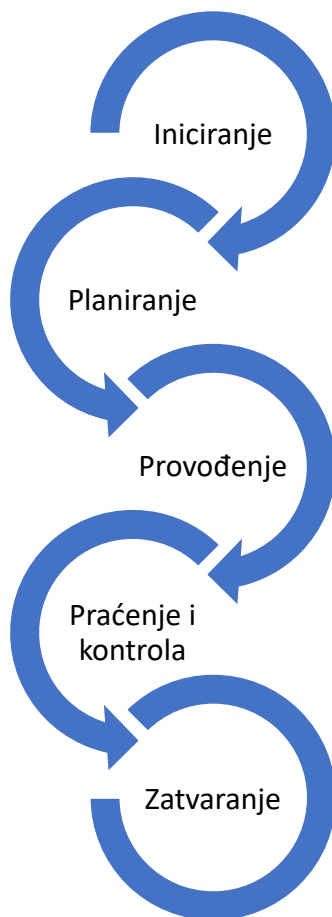 Iniciranje
Planiranje
Provođenje
Praćenje i
kontrola
Zatvaranje